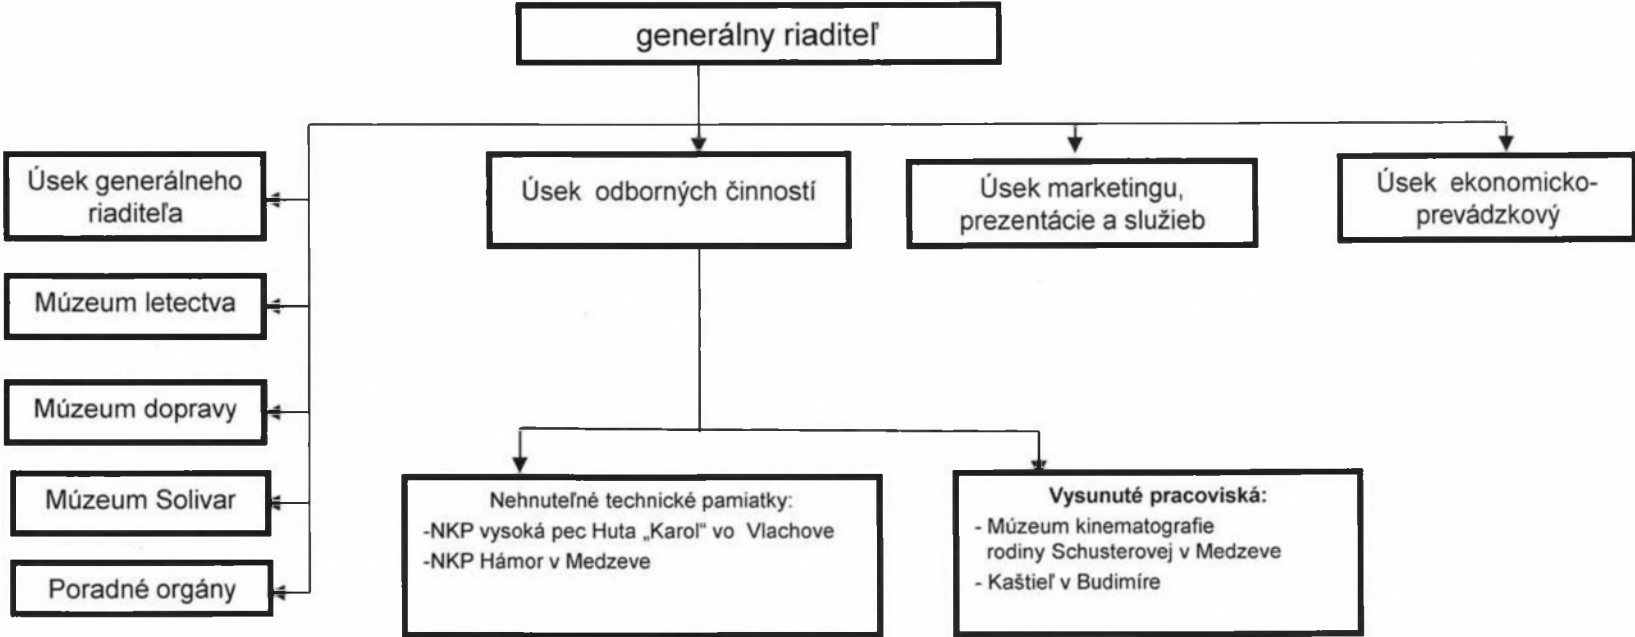 generálny riaditeľ
Úsek generálneho
riaditeľa
Úsek odborných činností
Úsek marketingu,
prezentácie a služieb
Úsek ekonomicko-
prevádzkový
Múzeum letectva
Múzeum dopravy
Múzeum Solivar
Poradné orgány
Nehnuteľné technické pamiatky:
-NKP vysoká pec Huta „Karol“ vo Vlachove
-NKP Hámor v Medzeve
Vysunuté pracoviská:
- Múzeum kinematografie
rodiny Schusterovej v Medzeve
- Kaštieľ v Budimíre